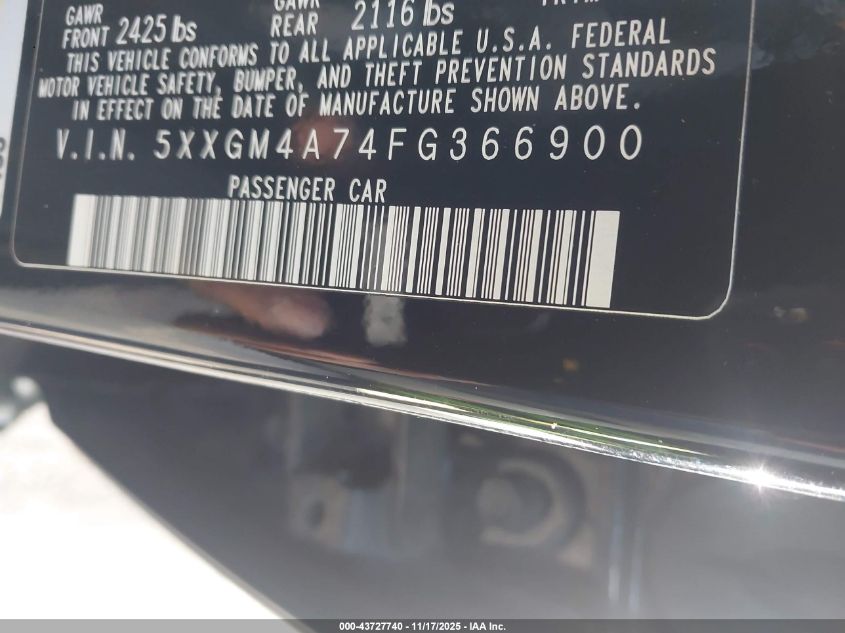 GAWR
FRONT 2425 lbs
GAWR
REAR 2116 lbs
THIS VEHICLE CONFORMS TO ALL APPLICABLE U.S.A. FEDERAL
MOTOR VEHICLE SAFETY, BUMPER, AND THEFT PREVENTION STANDARDS
IN EFFECT ON THE DATE OF MANUFACTURE SHOWN ABOVE.
V.I.N. 5XXGM4A74FG366900
PASSENGER CAR
000-43727740 - 11/17/2025 - IAA Inc.